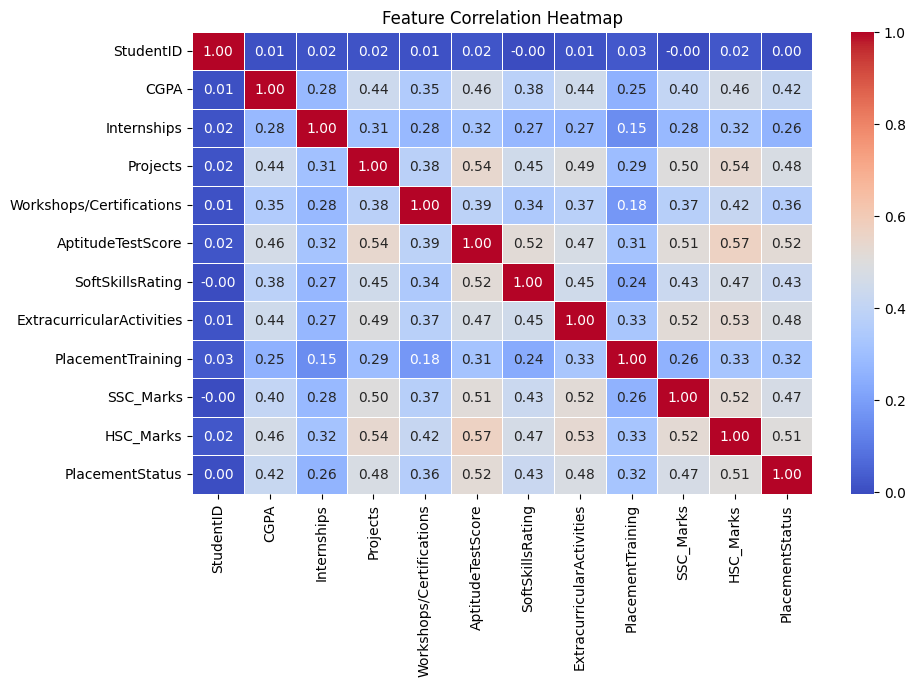 Feature Correlation Heatmap
StudentID 1.00 0.01 0.02 0.02 0.01 0.02 -0.00 0.01 0.03 -0.00 0.02 0.00
CGPA 0.01 1.00 0.28 0.44 0.35 0.46 0.38 0.44 0.25 0.40 0.46 0.42
Internships 0.02 0.28 1.00 0.31 0.28 0.32 0.27 0.27 0.15 0.28 0.32 0.26
Projects 0.02 0.44 0.31 1.00 0.38 0.54 0.45 0.49 0.29 0.50 0.54 0.48
Workshops/Certifications 0.01 0.35 0.28 0.38 1.00 0.39 0.34 0.37 0.18 0.37 0.42 0.36
AptitudeTestScore 0.02 0.46 0.32 0.54 0.39 1.00 0.52 0.47 0.31 0.51 0.57 0.52
SoftSkillsRating -0.00 0.38 0.27 0.45 0.34 0.52 1.00 0.45 0.24 0.43 0.47 0.43
ExtracurricularActivities 0.01 0.44 0.27 0.49 0.37 0.47 0.45 1.00 0.33 0.52 0.53 0.48
PlacementTraining 0.03 0.25 0.15 0.29 0.18 0.31 0.24 0.33 1.00 0.26 0.33 0.32
SSC_Marks -0.00 0.40 0.28 0.50 0.37 0.51 0.43 0.52 0.26 1.00 0.52 0.47
HSC_Marks 0.02 0.46 0.32 0.54 0.42 0.57 0.47 0.53 0.33 0.52 1.00 0.51
PlacementStatus 0.00 0.42 0.26 0.48 0.36 0.52 0.43 0.48 0.32 0.47 0.51 1.00
StudentID
CGPA
Internships
Projects
Workshops/Certifications
AptitudeTestScore
SoftSkillsRating
ExtracurricularActivities
PlacementTraining
SSC_Marks
HSC_Marks
PlacementStatus
1.0
0.8
0.6
0.4
0.2
0.0